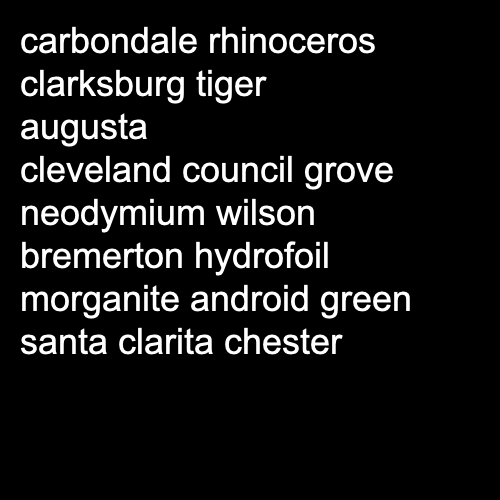 carbondale rhinoceros
clarksburg tiger
augusta
cleveland council grove
neodymium wilson
bremerton hydrofoil
morganite android green
santa clarita chester